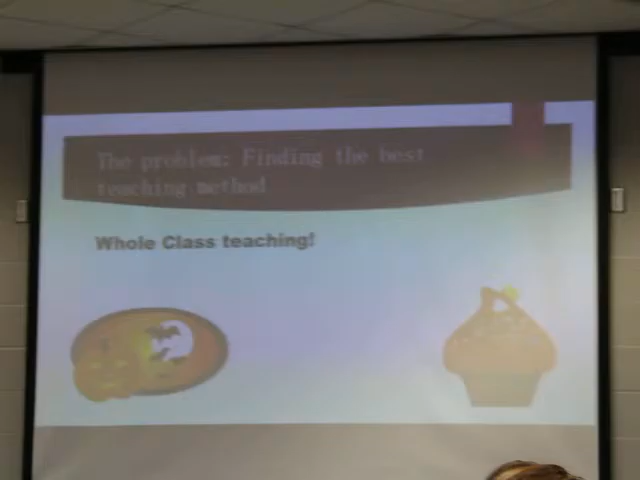 The problem: Finding the best
teaching method
Whole Class teaching!